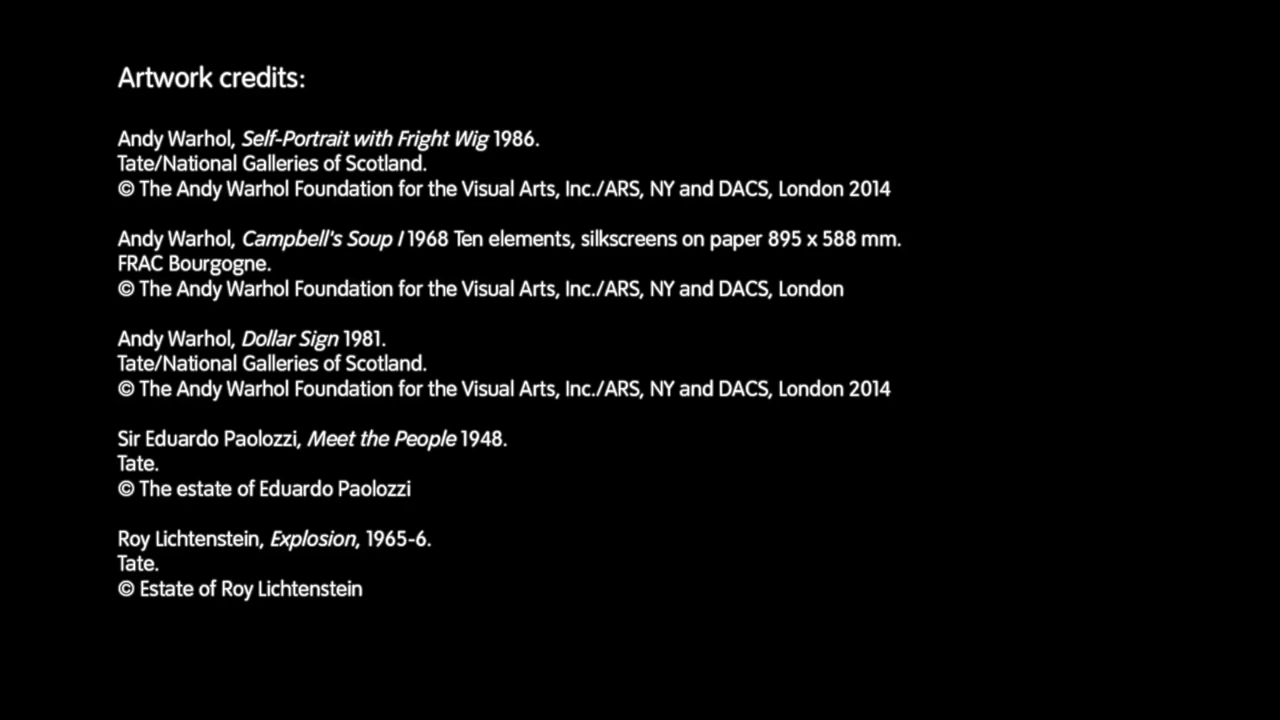 Artwork credits:
Andy Warhol, Self-Portrait with Fright Wig 1986.
Tate/National Galleries of Scotland.
© The Andy Warhol Foundation for the Visual Arts, Inc./ARS, NY and DACS, London 2014
Andy Warhol, Campbell's Soup I 1968 Ten elements, silkscreens on paper 895 x 588 mm.
FRAC Bourgogne.
© The Andy Warhol Foundation for the Visual Arts, Inc./ARS, NY and DACS, London
Andy Warhol, Dollar Sign 1981.
Tate/National Galleries of Scotland.
© The Andy Warhol Foundation for the Visual Arts, Inc./ARS, NY and DACS, London 2014
Sir Eduardo Paolozzi, Meet the People 1948.
Tate.
© The estate of Eduardo Paolozzi
Roy Lichtenstein, Explosion, 1965-6.
Tate.
© Estate of Roy Lichtenstein